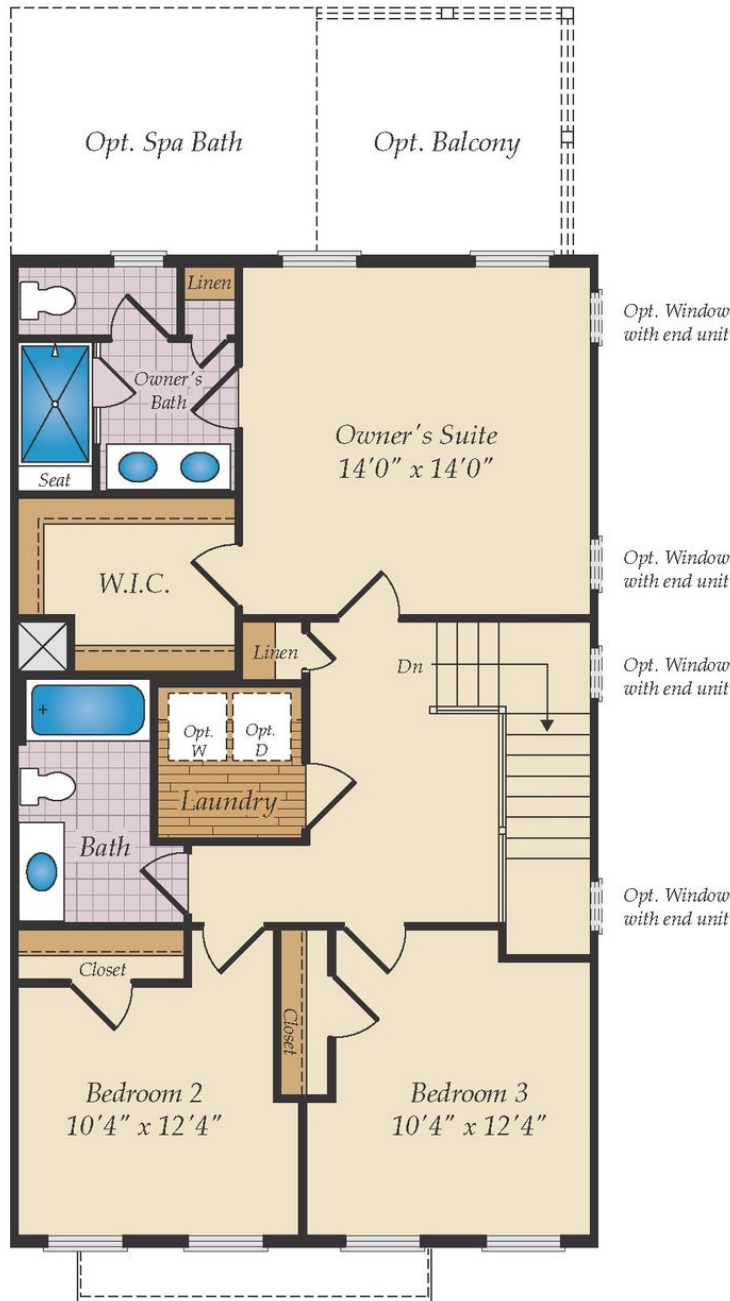 Opt. Spa Bath
Opt. Balcony
Linen
Opt. Window
with end unit
Owner's
Bath
Owner's Suite
14'0" x 14'0"
Seat
Opt. Window
with end unit
W.I.C.
Linen
Dn
Opt. Window
with end unit
Opt.
W
Opt.
D
Laundry
Bath
Opt. Window
with end unit
Closet
Closet
Bedroom 2
10'4" x 12'4"
Bedroom 3
10'4" x 12'4"